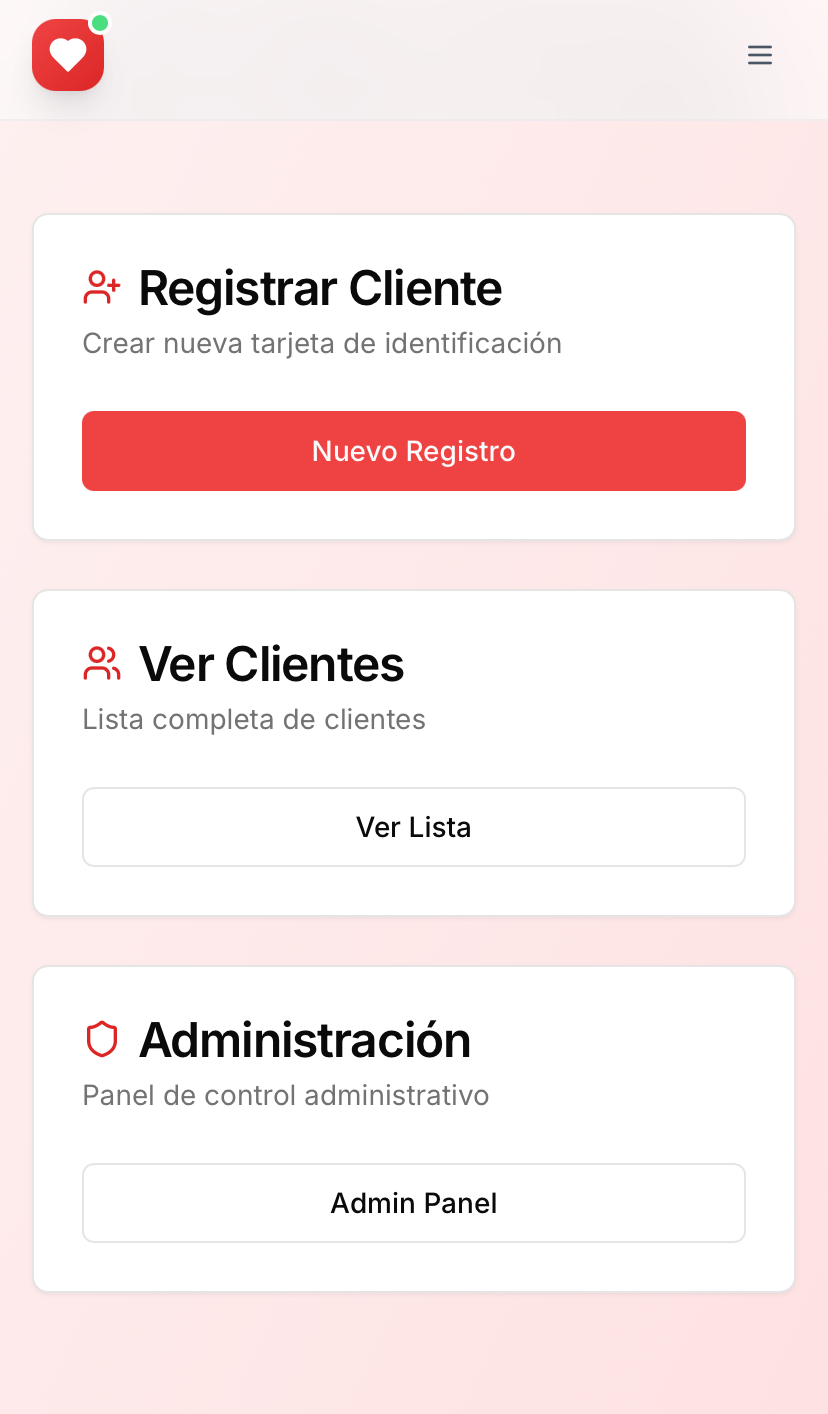 Registrar Cliente
Crear nueva tarjeta de identificación
Nuevo Registro
Ver Clientes
Lista completa de clientes
Ver Lista
Administración
Panel de control administrativo
Admin Panel